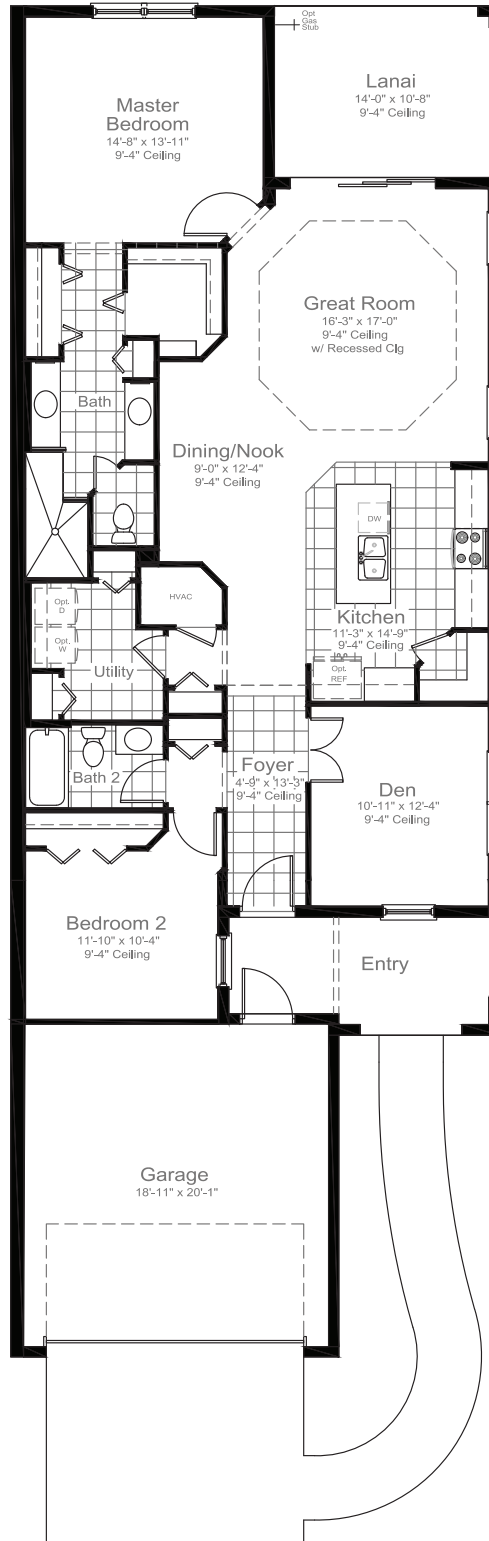 Opt
Gas
Stub
Lanai
14'-0" x 10'-8"
9'-4" Ceiling
Master
Bedroom
14'-8" x 13'-11"
9'-4" Ceiling
Great Room
16'-3" x 17'-0"
9'-4" Ceiling
w/ Recessed Clg
Bath
Dining/Nook
9'-0" x 12'-4"
9'-4" Ceiling
DW
Kitchen
11'-3" x 14'-9"
9'-4" Ceiling
Opt.
REF
HVAC
Opt.
D
Opt.
W
Utility
Bath 2
Foyer
4'-9" x 13'-3"
9'-4" Ceiling
Den
10'-11" x 12'-4"
9'-4" Ceiling
Bedroom 2
11'-10" x 10'-4"
9'-4" Ceiling
Entry
Garage
18'-11" x 20'-1"